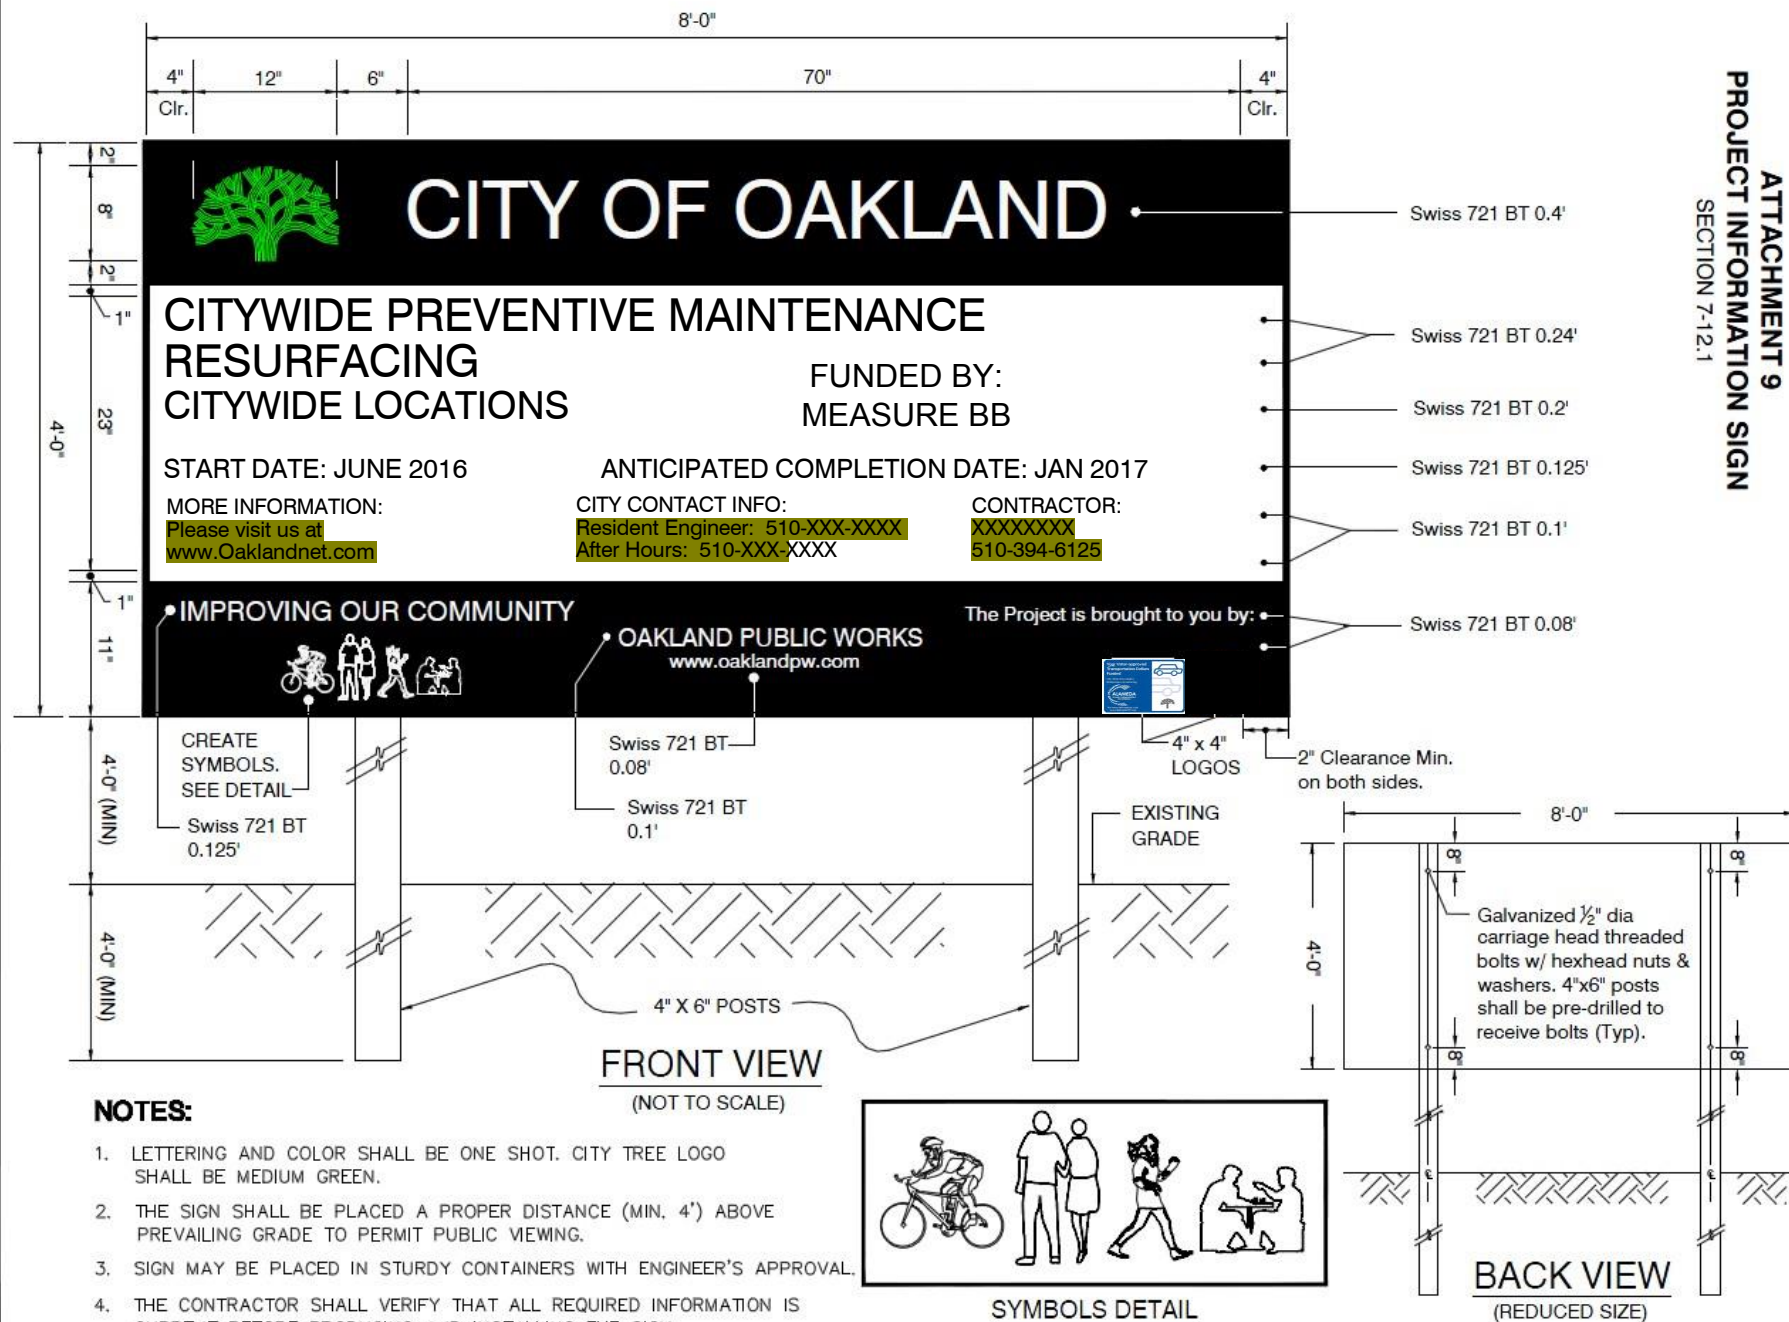 8'-0"
4" 12" 6" 70" 4"
Clr. Clr.
ATTACHMENT 9
PROJECT INFORMATION SIGN
SECTION 7-12.1
2"
8"
2"
1"
23"
4'-0"
1"
11"
CITY OF OAKLAND
Swiss 721 BT 0.4'
CITYWIDE PREVENTIVE MAINTENANCE
RESURFACING
CITYWIDE LOCATIONS
FUNDED BY:
MEASURE BB
Swiss 721 BT 0.24'
Swiss 721 BT 0.2'
START DATE: JUNE 2016
ANTICIPATED COMPLETION DATE: JAN 2017
Swiss 721 BT 0.125'
MORE INFORMATION:
Please visit us at
www.Oaklandnet.com
CITY CONTACT INFO:
Resident Engineer: 510-XXX-XXXX
After Hours: 510-XXX-XXXX
CONTRACTOR:
XXXXXXXX
510-394-6125
Swiss 721 BT 0.1'
IMPROVING OUR COMMUNITY
OAKLAND PUBLIC WORKS
www.oaklandpw.com
The Project is brought to you by:
Swiss 721 BT 0.08'
ALAMEDA
CREATE
SYMBOLS.
SEE DETAIL
Swiss 721 BT
0.125'
Swiss 721 BT
0.08'
Swiss 721 BT
0.1'
4" x 4"
LOGOS
2" Clearance Min.
on both sides.
EXISTING
GRADE
4'-0" (MIN)
4'-0" (MIN)
4" X 6" POSTS
FRONT VIEW
(NOT TO SCALE)
8'-0"
8"
8"
4'-0"
Galvanized ½" dia
carriage head threaded
bolts w/ hexhead nuts &
washers. 4"x6" posts
shall be pre-drilled to
receive bolts (Typ).
8"
8"
BACK VIEW
(REDUCED SIZE)
SYMBOLS DETAIL
NOTES:
1. LETTERING AND COLOR SHALL BE ONE SHOT. CITY TREE LOGO
SHALL BE MEDIUM GREEN.
2. THE SIGN SHALL BE PLACED A PROPER DISTANCE (MIN, 4') ABOVE
PREVAILING GRADE TO PERMIT PUBLIC VIEWING.
3. SIGN MAY BE PLACED IN STURDY CONTAINERS WITH ENGINEER'S APPROVAL.
4. THE CONTRACTOR SHALL VERIFY THAT ALL REQUIRED INFORMATION IS